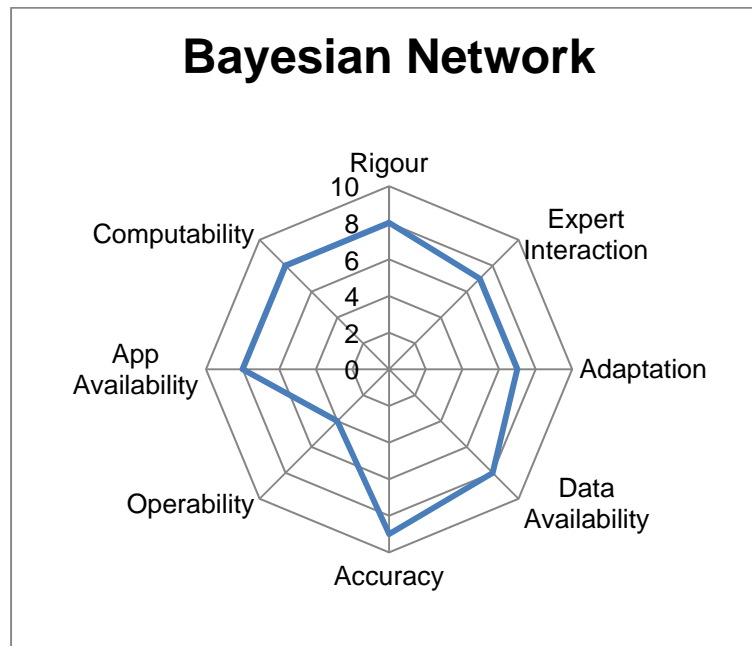 Bayesian Network
Rigour
Expert
Interaction
Adaptation
Data
Availability
Accuracy
Operability
App
Availability
Computability
10
8
6
4
2
0